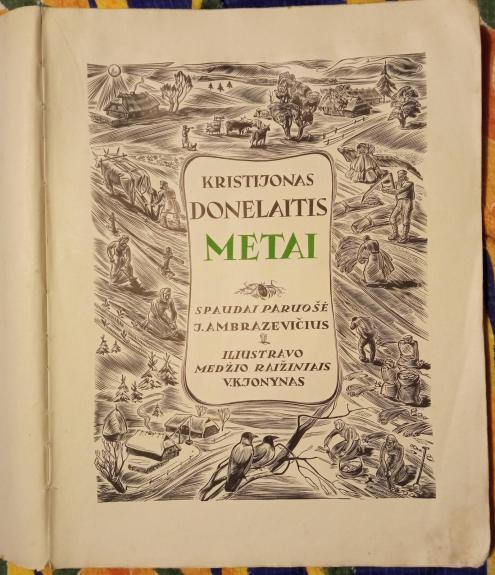 KRISTIJONAS
DONELAITIS
METAI
SPAUDAI PARUOŠĖ
J.AMBRAZEVIČIUS
ILIUSTRAVO
MEDŽIO RAIŽINIAIS
V.K.JONYNAS